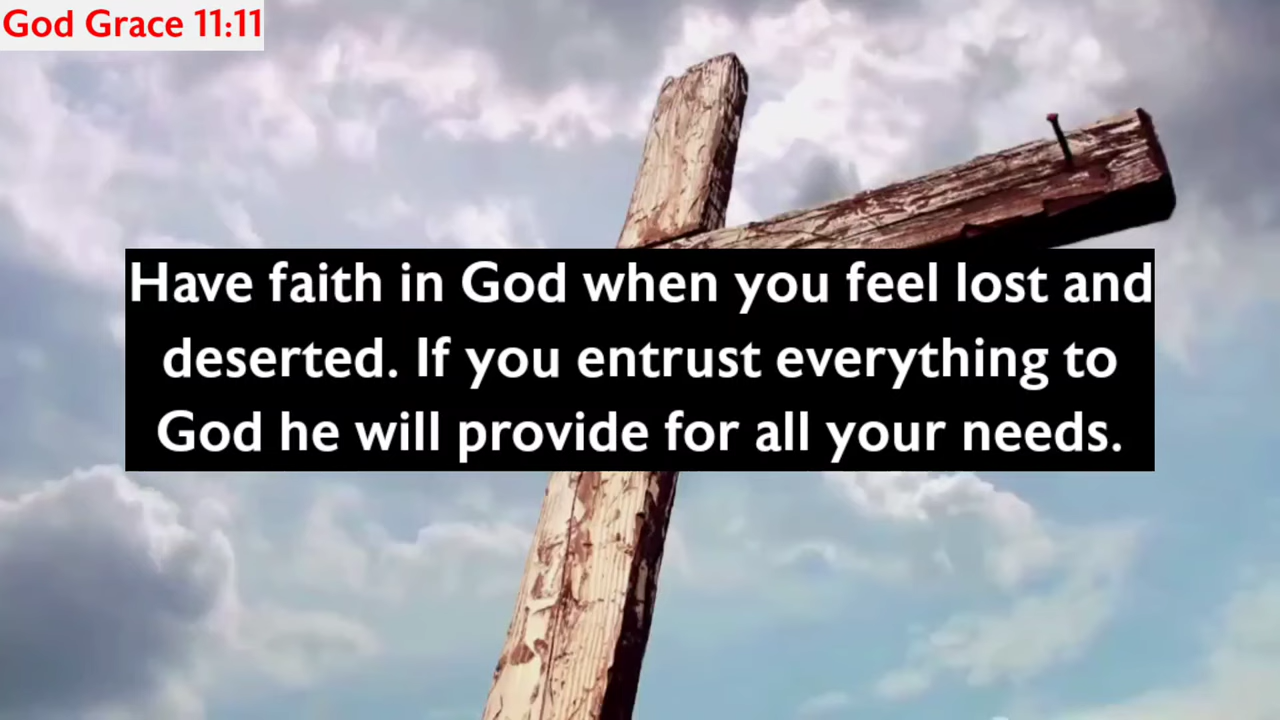 God Grace 11:11
Have faith in God when you feel lost and
deserted. If you entrust everything to
God he will provide for all your needs.